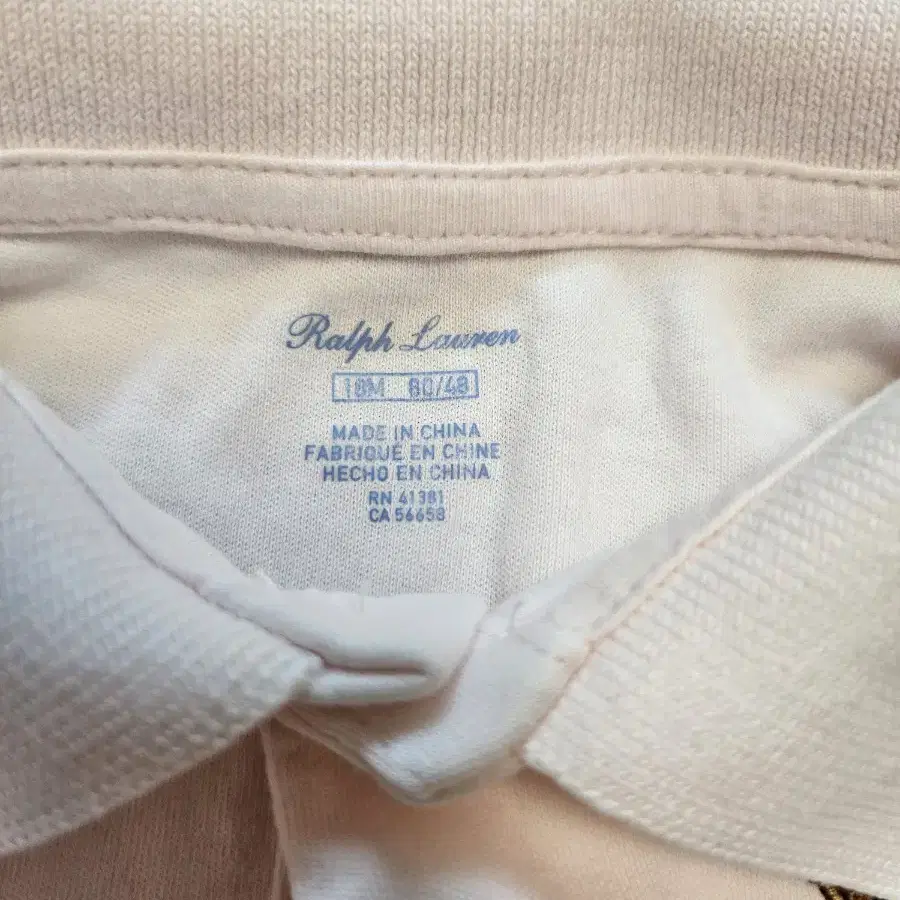 Ralph Lauren
18M 80/48
MADE IN CHINA
FABRIQUÉ EN CHINE
HECHO EN CHINA
RN 41381
CA 56658